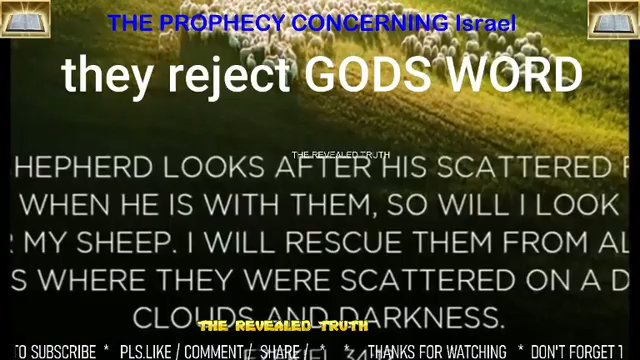 THE PROPHECY CONCERNING Israel
they reject GODS WORD
THE REVEALED TRUTH
HEPHERD LOOKS AFTER HIS SCATTERED
WHEN HE IS WITH THEM, SO WILL I LOOK
MY SHEEP. I WILL RESCUE THEM FROM AL
S WHERE THEY WERE SCATTERED ON A D
CLOUDS AND DARKNESS.
THE REVEALED TRUTH
TO SUBSCRIBE * PLS.LIKE / COMMENT / SHARE / * * THANKS FOR WATCHING * DON'T FORGET T